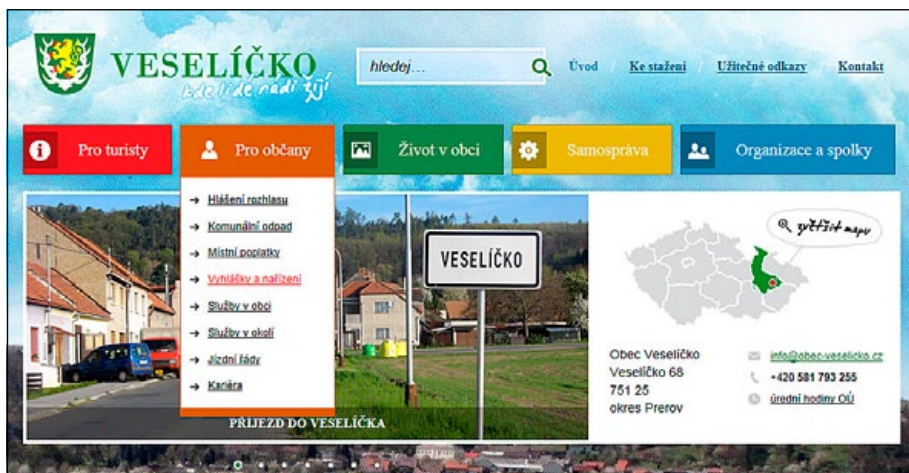 VESELÍČKO
kde lidé rádi žijí
hledej...
Úvod
Ke stažení
Užitečné odkazy
Kontakt
Pro turisty
Pro občany
Život v obci
Samospráva
Organizace a spolky
Hlášení rozhlasu
Komunální odpad
Místní poplatky
Vyhlášky a nařízení
Služby v obci
Služby v okolí
Jízdní řády
Kariéra
VESELÍČKO
PŘIJEZD DO VESELÍČKA
zvětšit mapu
Obec Veselíčko
Veselíčko 68
751 25
okres Prerov
info@obec-veselicko.cz
+420 581 793 255
úrední hodiny OÚ